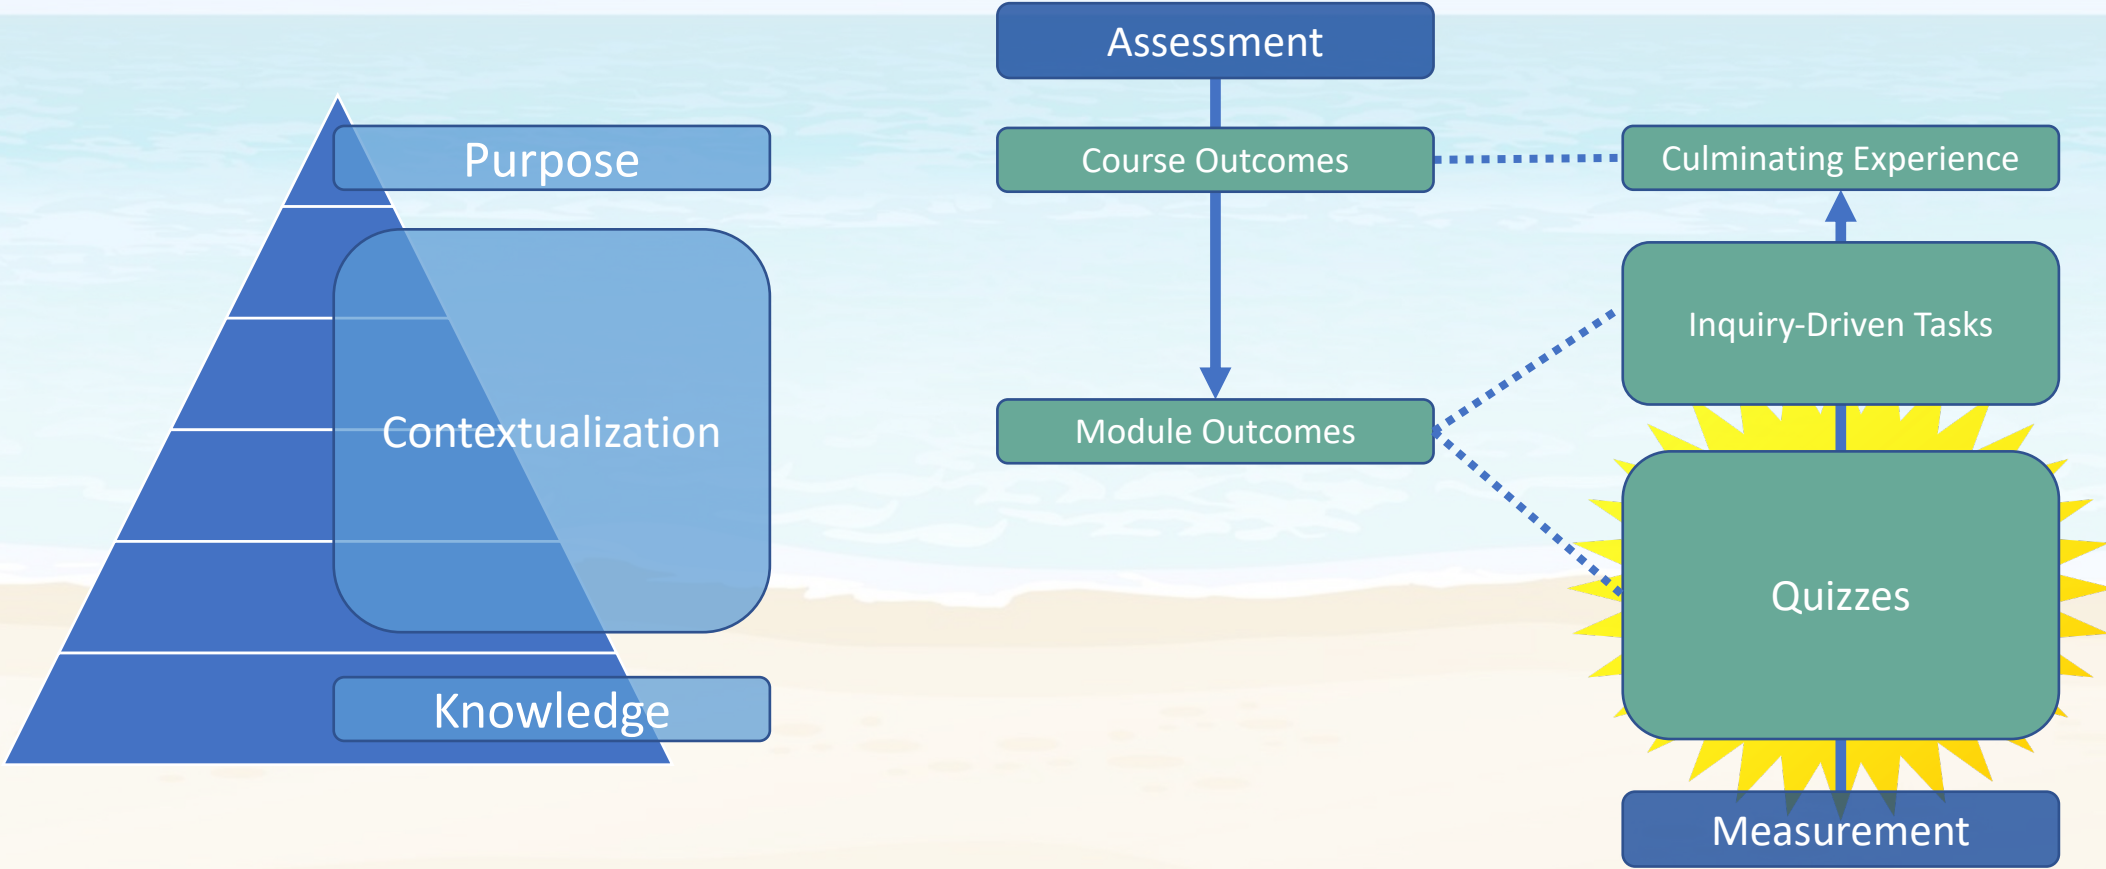 Purpose
Contextualization
Knowledge
Assessment
Course Outcomes
Module Outcomes
Culminating Experience
Inquiry-Driven Tasks
Quizzes
Measurement